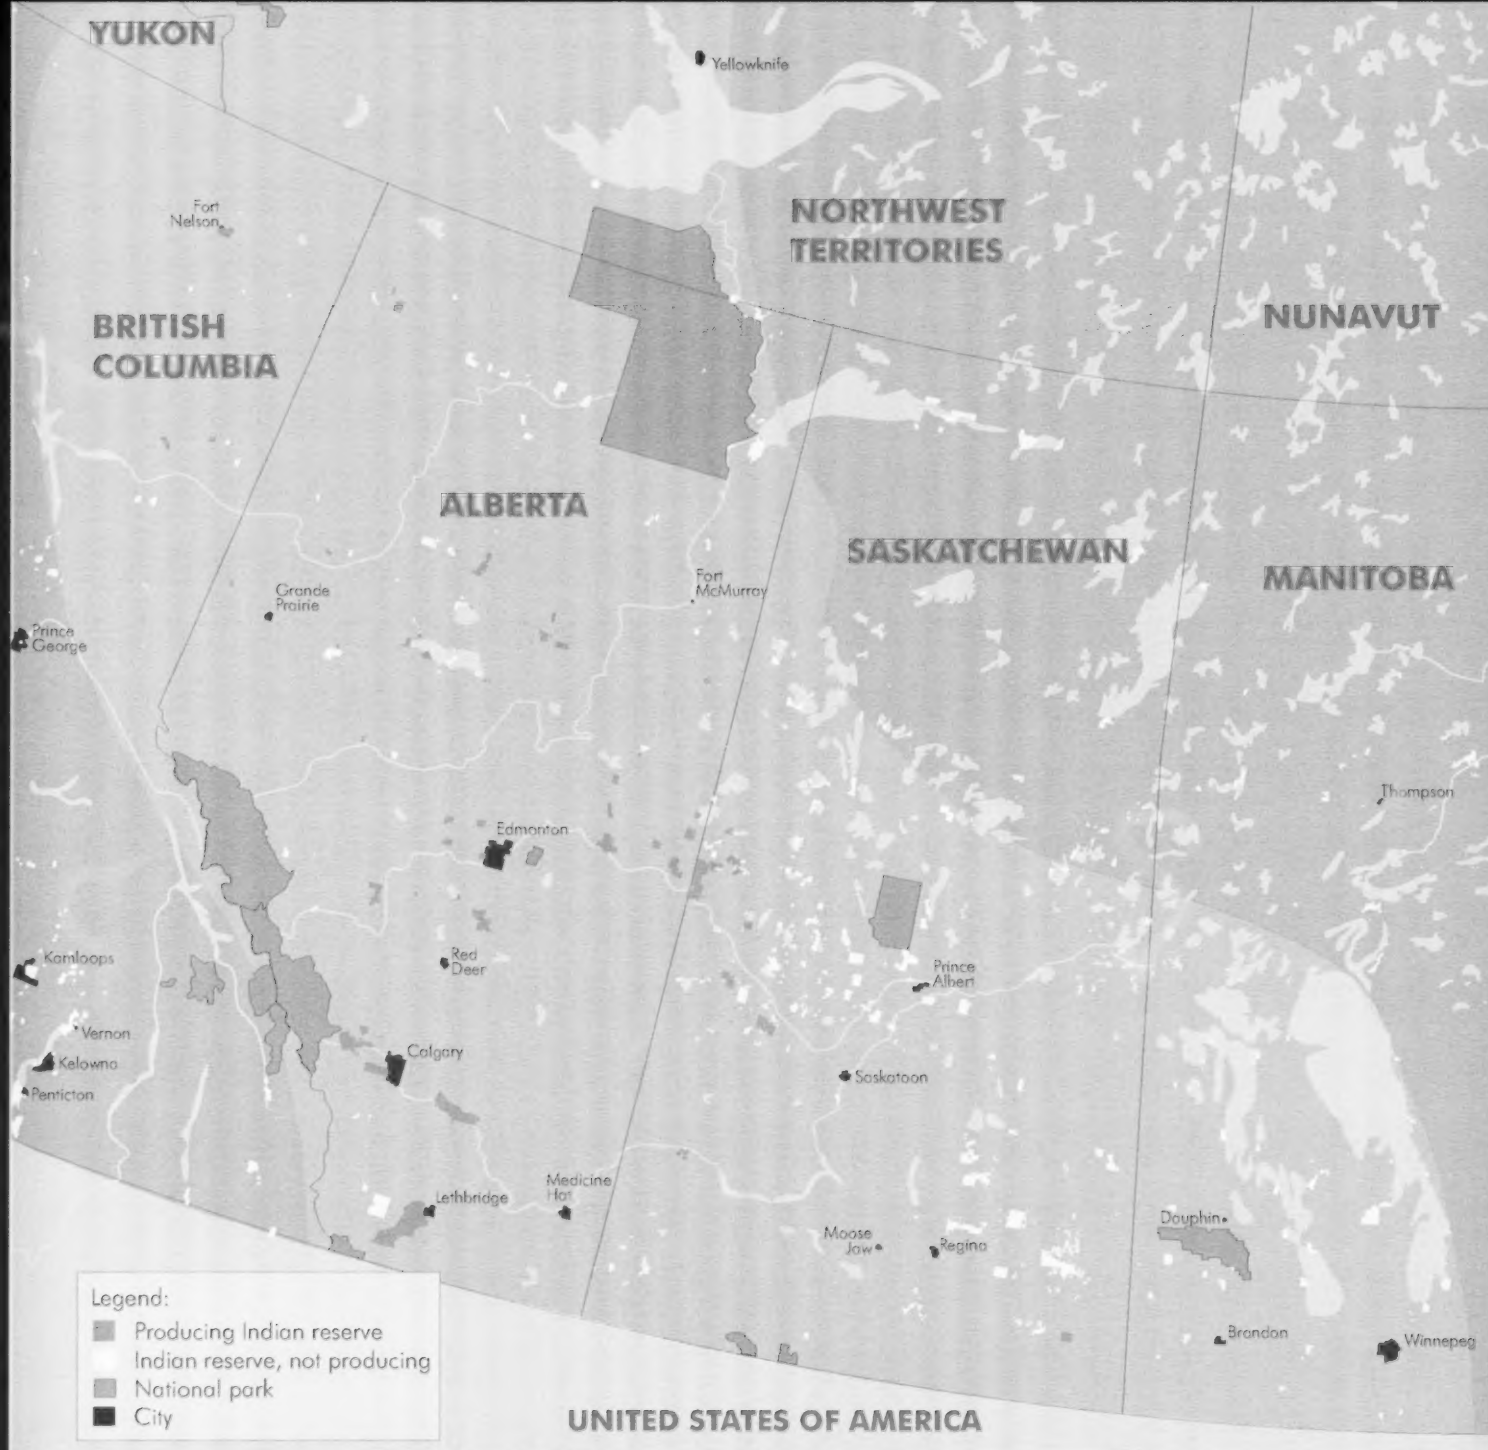 YUKON
Yellowknife
NORTHWEST
TERRITORIES
Fort
Nelson
BRITISH
COLUMBIA
NUNAVUT
ALBERTA
SASKATCHEWAN
MANITOBA
Fort
McMurray
Grande
Prairie
Prince
George
Thompson
Edmonton
Kamloops
Red
Deer
Prince
Albert
Vernon
Kelowna
Penticton
Calgary
Saskatoon
Lethbridge
Medicine
Hat
Dauphin
Moose
Jaw
Regina
Brandon
Winnepeg
Legend:
Producing Indian reserve
Indian reserve, not producing
National park
City
UNITED STATES OF AMERICA